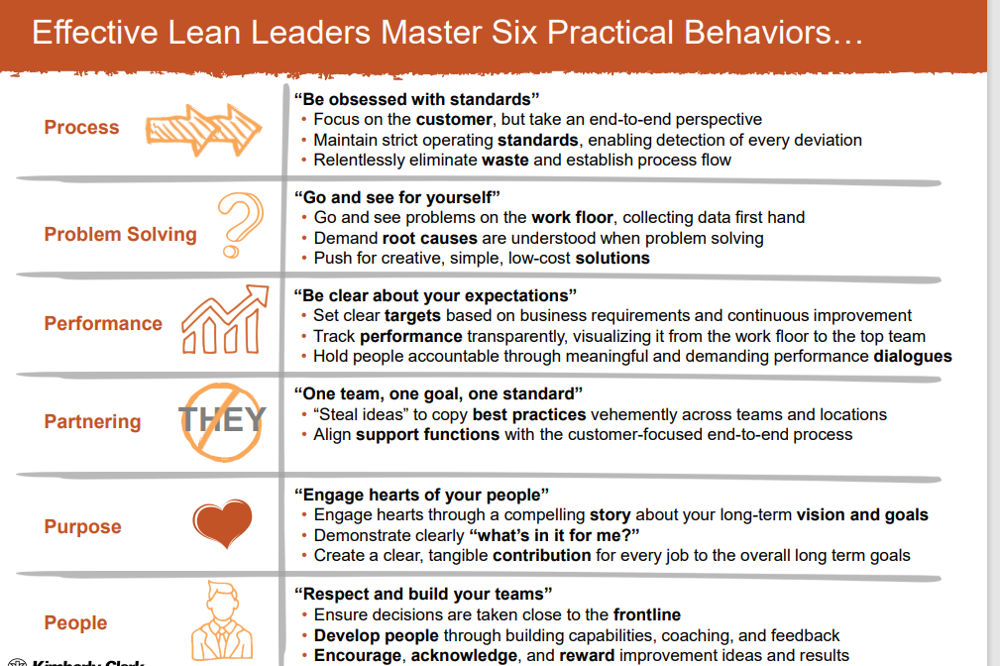 Effective Lean Leaders Master Six Practical Behaviors…
Process
“Be obsessed with standards”
• Focus on the customer, but take an end-to-end perspective
• Maintain strict operating standards, enabling detection of every deviation
• Relentlessly eliminate waste and establish process flow
Problem Solving
“Go and see for yourself”
• Go and see problems on the work floor, collecting data first hand
• Demand root causes are understood when problem solving
• Push for creative, simple, low-cost solutions
Performance
“Be clear about your expectations”
• Set clear targets based on business requirements and continuous improvement
• Track performance transparently, visualizing it from the work floor to the top team
• Hold people accountable through meaningful and demanding performance dialogues
Partnering
THEY
“One team, one goal, one standard”
• “Steal ideas” to copy best practices vehemently across teams and locations
• Align support functions with the customer-focused end-to-end process
Purpose
“Engage hearts of your people”
• Engage hearts through a compelling story about your long-term vision and goals
• Demonstrate clearly “what’s in it for me?”
• Create a clear, tangible contribution for every job to the overall long term goals
People
“Respect and build your teams”
• Ensure decisions are taken close to the frontline
• Develop people through building capabilities, coaching, and feedback
• Encourage, acknowledge, and reward improvement ideas and results
Kimberly-Clark